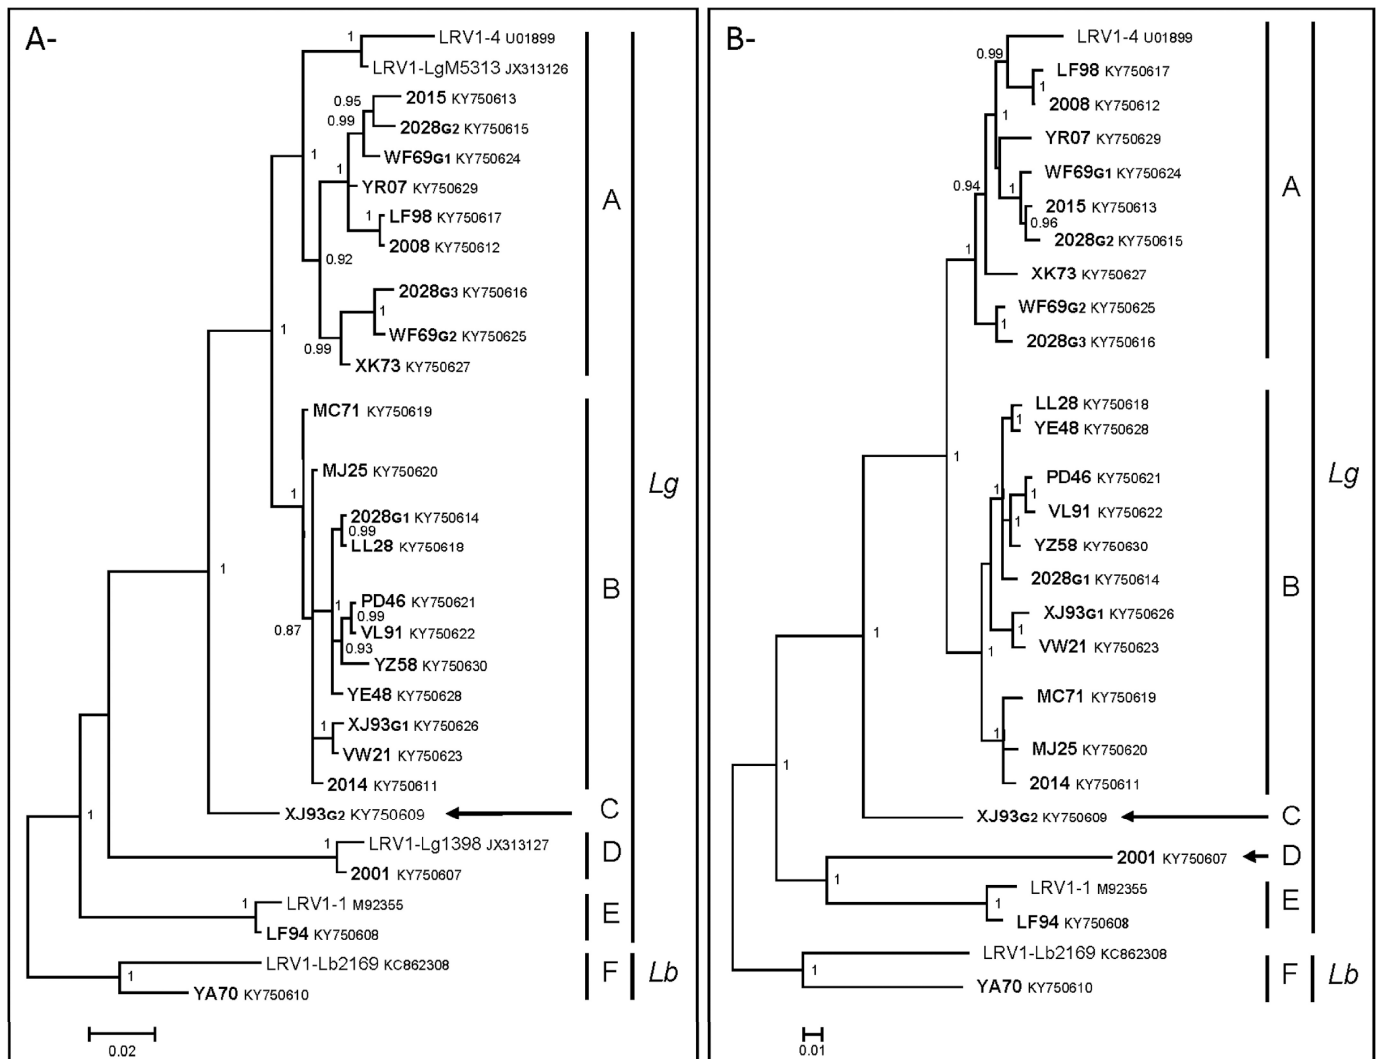 A-
LRV1-4 U01899
1
LRV1-LgM5313 JX313126
2015 KY750613
0.95
0.99
2028G2 KY750615
WF69G1 KY750624
1
1
YR07 KY750629
LF98 KY750617
1
2008 KY750612
0.92
2028G3 KY750616
1
WF69G2 KY750625
0.99
XK73 KY750627
A
1
MC71 KY750619
MJ25 KY750620
1
2028G1 KY750614
0.99
LL28 KY750618
PD46 KY750621
1
0.99
VL91 KY750622
0.87
0.93
YZ58 KY750630
YE48 KY750628
XJ93G1 KY750626
1
VW21 KY750623
2014 KY750611
B
1
XJ93G2 KY750609
C
LRV1-Lg1398 JX313127
1
2001 KY750607
D
1
LRV1-1 M92355
1
LF94 KY750608
E
Lg
LRV1-Lb2169 KC862308
1
YA70 KY750610
F
Lb
0.02
B-
LRV1-4 U01899
0.99
LF98 KY750617
1
2008 KY750612
1
YR07 KY750629
WF69G1 KY750624
0.94
1
2015 KY750613
0.96
2028G2 KY750615
1
XK73 KY750627
WF69G2 KY750625
1
2028G3 KY750616
A
1
LL28 KY750618
1
YE48 KY750628
PD46 KY750621
1
1
VL91 KY750622
1
YZ58 KY750630
2028G1 KY750614
XJ93G1 KY750626
1
VW21 KY750623
1
MC71 KY750619
1
MJ25 KY750620
2014 KY750611
B
1
XJ93G2 KY750609
C
1
2001 KY750607
D
1
LRV1-1 M92355
1
LF94 KY750608
E
Lg
LRV1-Lb2169 KC862308
1
YA70 KY750610
F
Lb
0.01